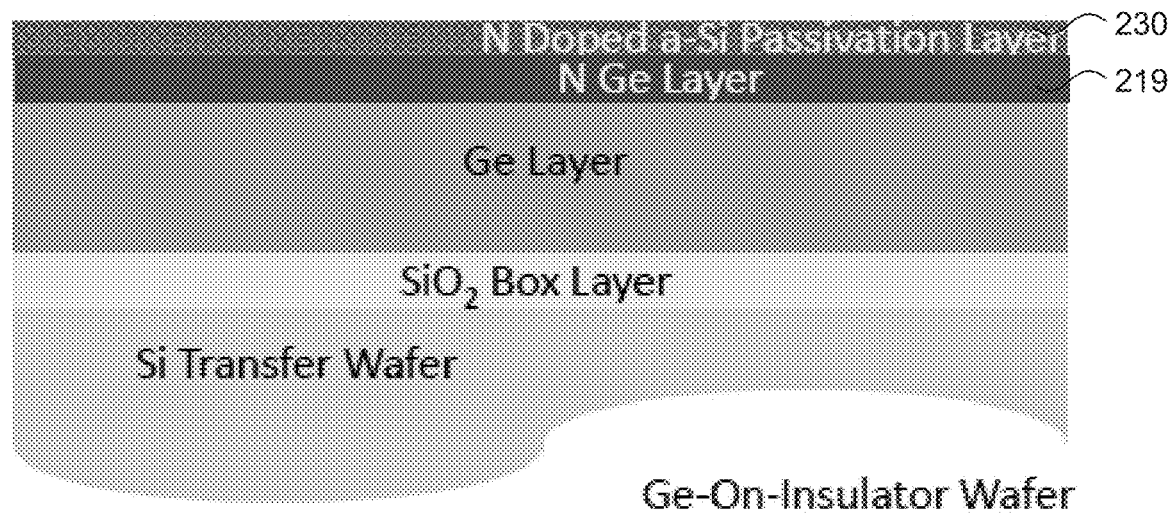 N Doped a-Si Passivation Layer 230
N Ge Layer 219
Ge Layer
SiO₂ Box Layer
Si Transfer Wafer
Ge-On-Insulator Wafer